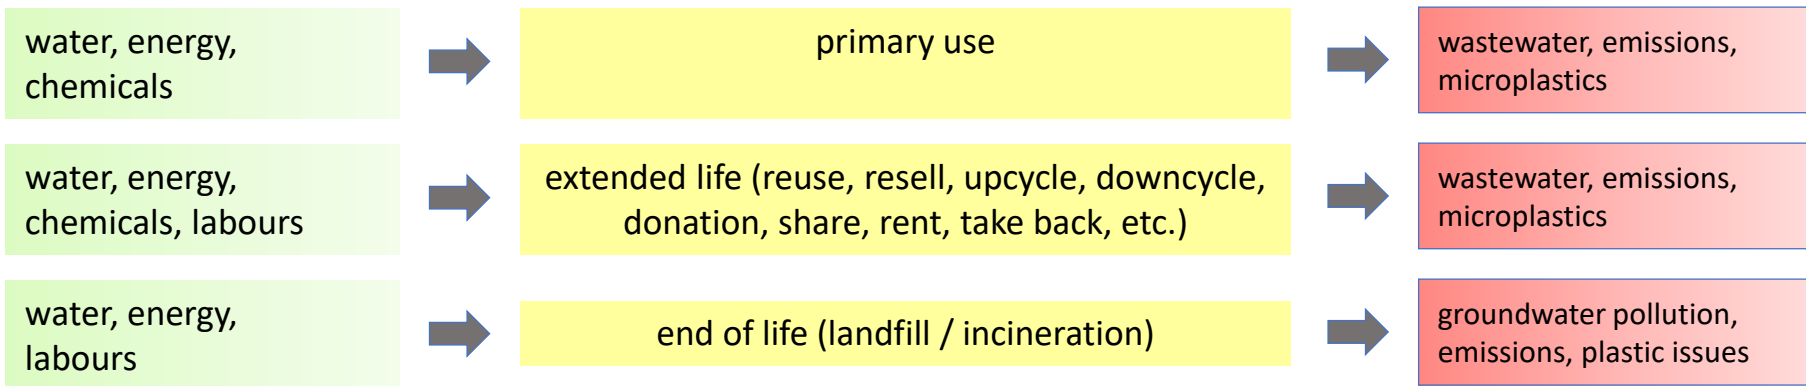 water, energy,
chemicals
primary use
wastewater, emissions,
microplastics
water, energy,
chemicals, labours
extended life (reuse, resell, upcycle, downcycle,
donation, share, rent, take back, etc.)
wastewater, emissions,
microplastics
water, energy,
labours
end of life (landfill / incineration)
groundwater pollution,
emissions, plastic issues